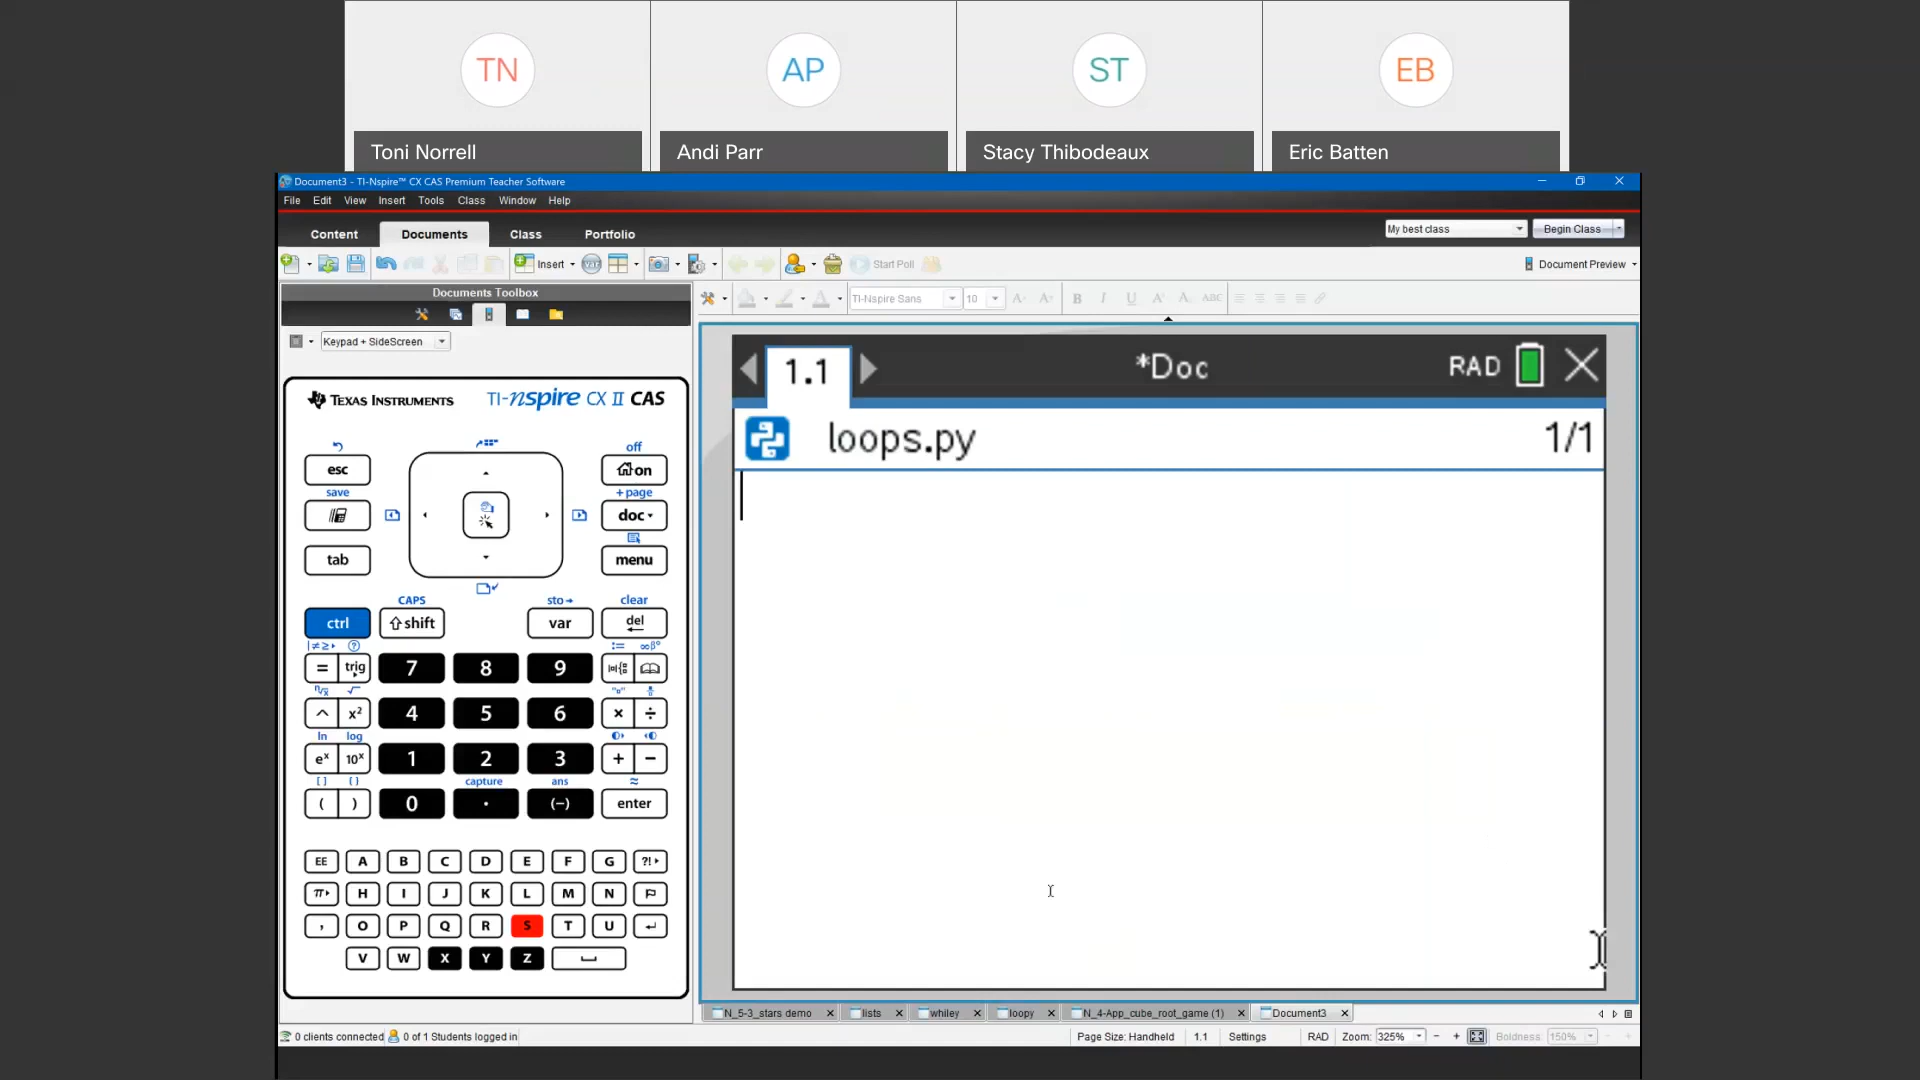 TN
AP
ST
EB
Toni Norrell
Andi Parr
Stacy Thibodeaux
Eric Batten
Document3 - TI-Nspire™ CX CAS Premium Teacher Software
File Edit View Insert Tools Class Window Help
Content Documents Class Portfolio
My best class
Begin Class
Insert
Start Poll
Document Preview
Documents Toolbox
TI-Nspire Sans
10
B I U
ABC
Keypad + SideScreen
1.1
*Doc
RAD
loops.py
1/1
TEXAS INSTRUMENTS
TI-nspire CX II CAS
off
esc
on
save
+ page
doc
tab
menu
CAPS
sto→
clear
ctrl
shift
var
del
= trig 7 8 9
^ x² 4 5 6 × ÷
ln log
eˣ 10ˣ 1 2 3 + −
[ ] { } capture ans ≈
( ) 0 . (−) enter
EE A B C D E F G ?!
π H I J K L M N
, O P Q R S T U
V W X Y Z
N_5-3_stars demo
lists
whiley
loopy
N_4-App_cube_root_game (1)
Document3
0 clients connected
0 of 1 Students logged in
Page Size: Handheld
1.1
Settings
RAD
Zoom: 325%
Boldness: 150%